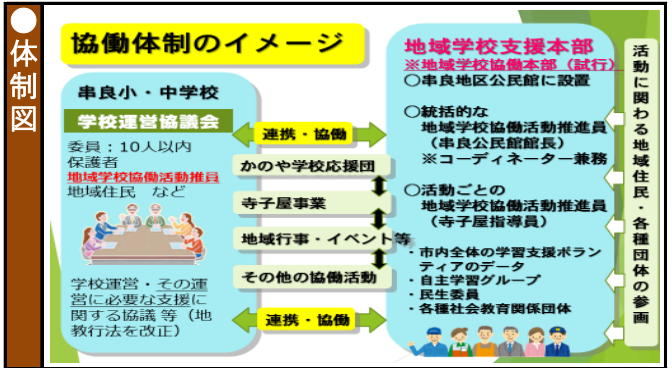 ●体制図
協働体制のイメージ
串良小・中学校
学校運営協議会
委員：10人以内
保護者
地域学校協働活動推員
地域住民　など
学校運営・その運
営に必要な支援に
関する協議 等（地
教行法を改正）
連携・協働
かのや学校応援団
寺子屋事業
地域行事・イベント等
その他の協働活動
連携・協働
地域学校支援本部
※地域学校協働本部（試行）
○串良地区公民館に設置
○統括的な
地域学校協働活動推進員
（串良公民館館長）
※コーディネーター兼務
○活動ごとの
地域学校協働活動推進員
（寺子屋指導員）
・市内全体の学習支援ボラン
ティアのデータ
・自主学習グループ
・民生委員
・各種社会教育関係団体
活動に関わる地域住民・各種団体の参画